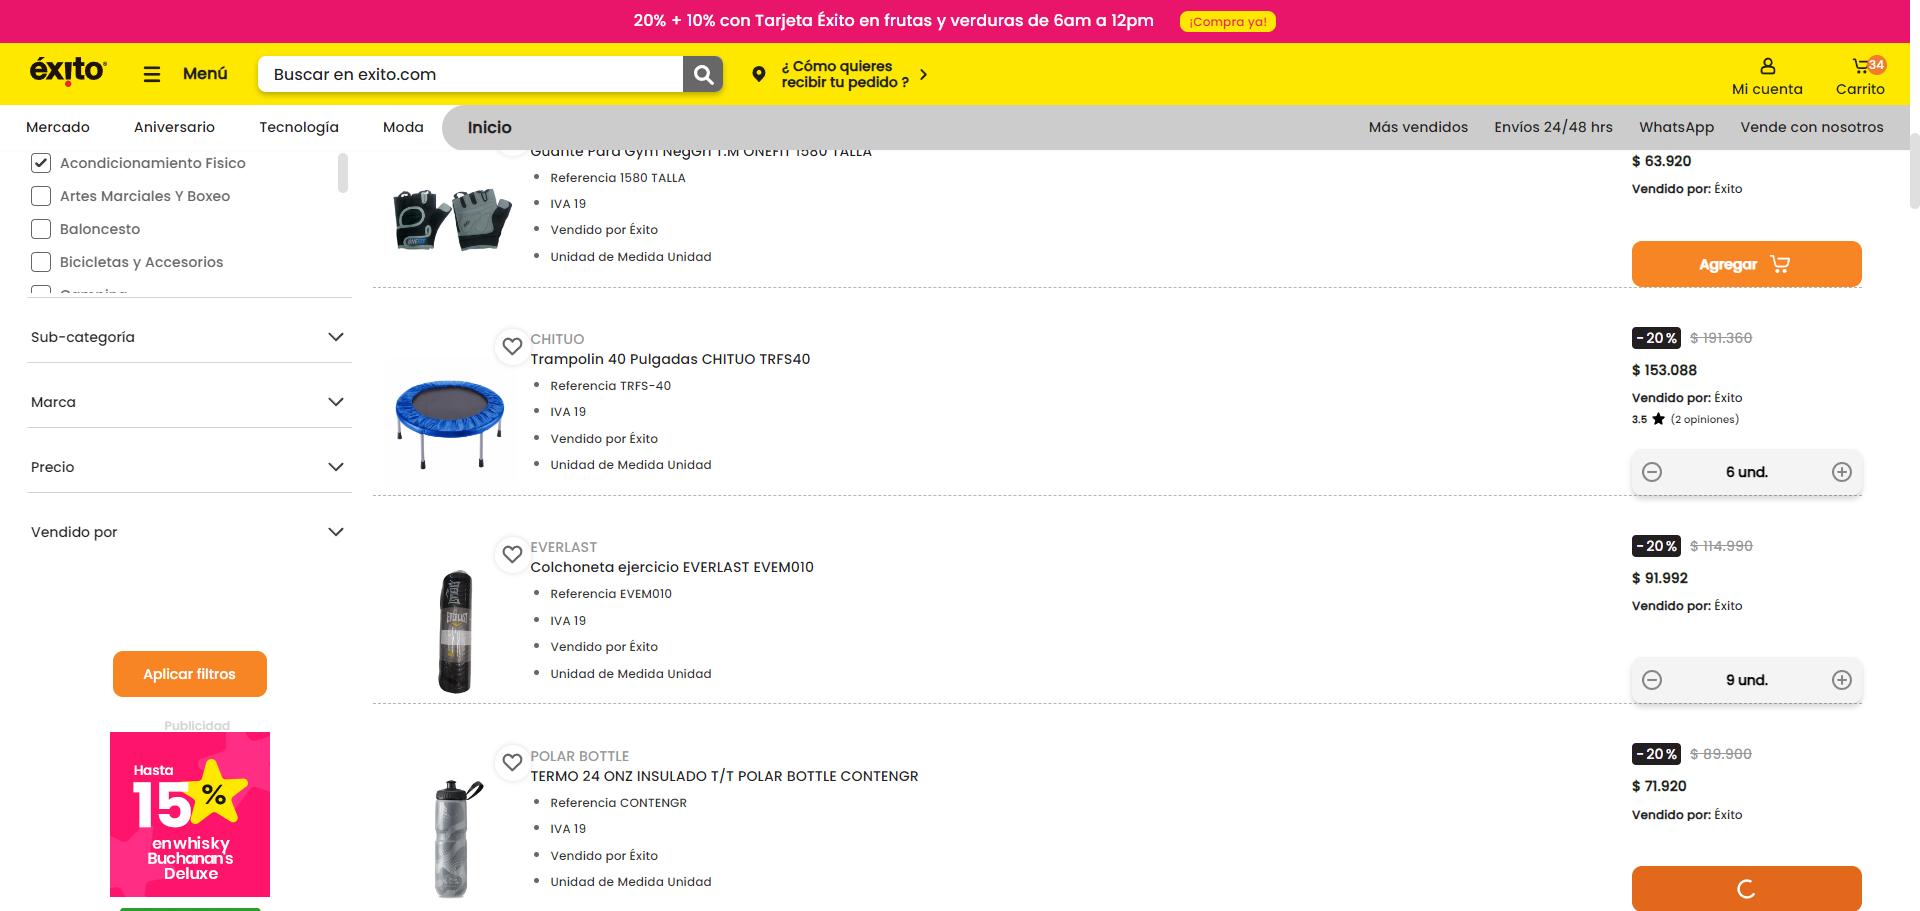 20% + 10% con Tarjeta Éxito en frutas y verduras de 6am a 12pm
¡Compra ya!
éxito
Menú
Buscar en exito.com
¿ Cómo quieres
recibir tu pedido ?
Mi cuenta
34
Carrito
Mercado
Aniversario
Tecnología
Moda
Inicio
Más vendidos
Envíos 24/48 hrs
WhatsApp
Vende con nosotros
Acondicionamiento Fisico
Artes Marciales Y Boxeo
Baloncesto
Bicicletas y Accesorios
Sub-categoría
Marca
Precio
Vendido por
Aplicar filtros
Publicidad
Hasta
15%
en whisky
Buchanan's
Deluxe
Guante Para Gym NegGri T.M ONEFIT 1580 TALLA
Referencia 1580 TALLA
IVA 19
Vendido por Éxito
Unidad de Medida Unidad
$ 63.920
Vendido por: Éxito
Agregar
CHITUO
Trampolin 40 Pulgadas CHITUO TRFS40
Referencia TRFS-40
IVA 19
Vendido por Éxito
Unidad de Medida Unidad
-20% $ 191.360
$ 153.088
Vendido por: Éxito
3.5 (2 opiniones)
6 und.
EVERLAST
Colchoneta ejercicio EVERLAST EVEM010
Referencia EVEM010
IVA 19
Vendido por Éxito
Unidad de Medida Unidad
-20% $ 114.990
$ 91.992
Vendido por: Éxito
9 und.
POLAR BOTTLE
TERMO 24 ONZ INSULADO T/T POLAR BOTTLE CONTENGR
Referencia CONTENGR
IVA 19
Vendido por Éxito
Unidad de Medida Unidad
-20% $ 89.900
$ 71.920
Vendido por: Éxito